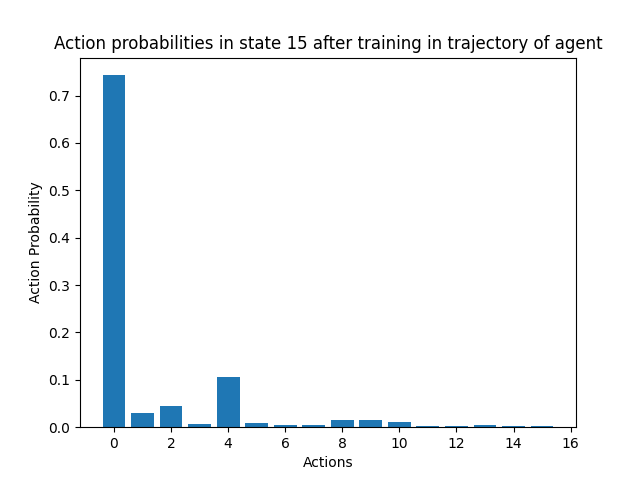 Action probabilities in state 15 after training in trajectory of agent
0.7
0.6
0.5
0.4
0.3
0.2
0.1
0.0
Action Probability
0 2 4 6 8 10 12 14 16
Actions